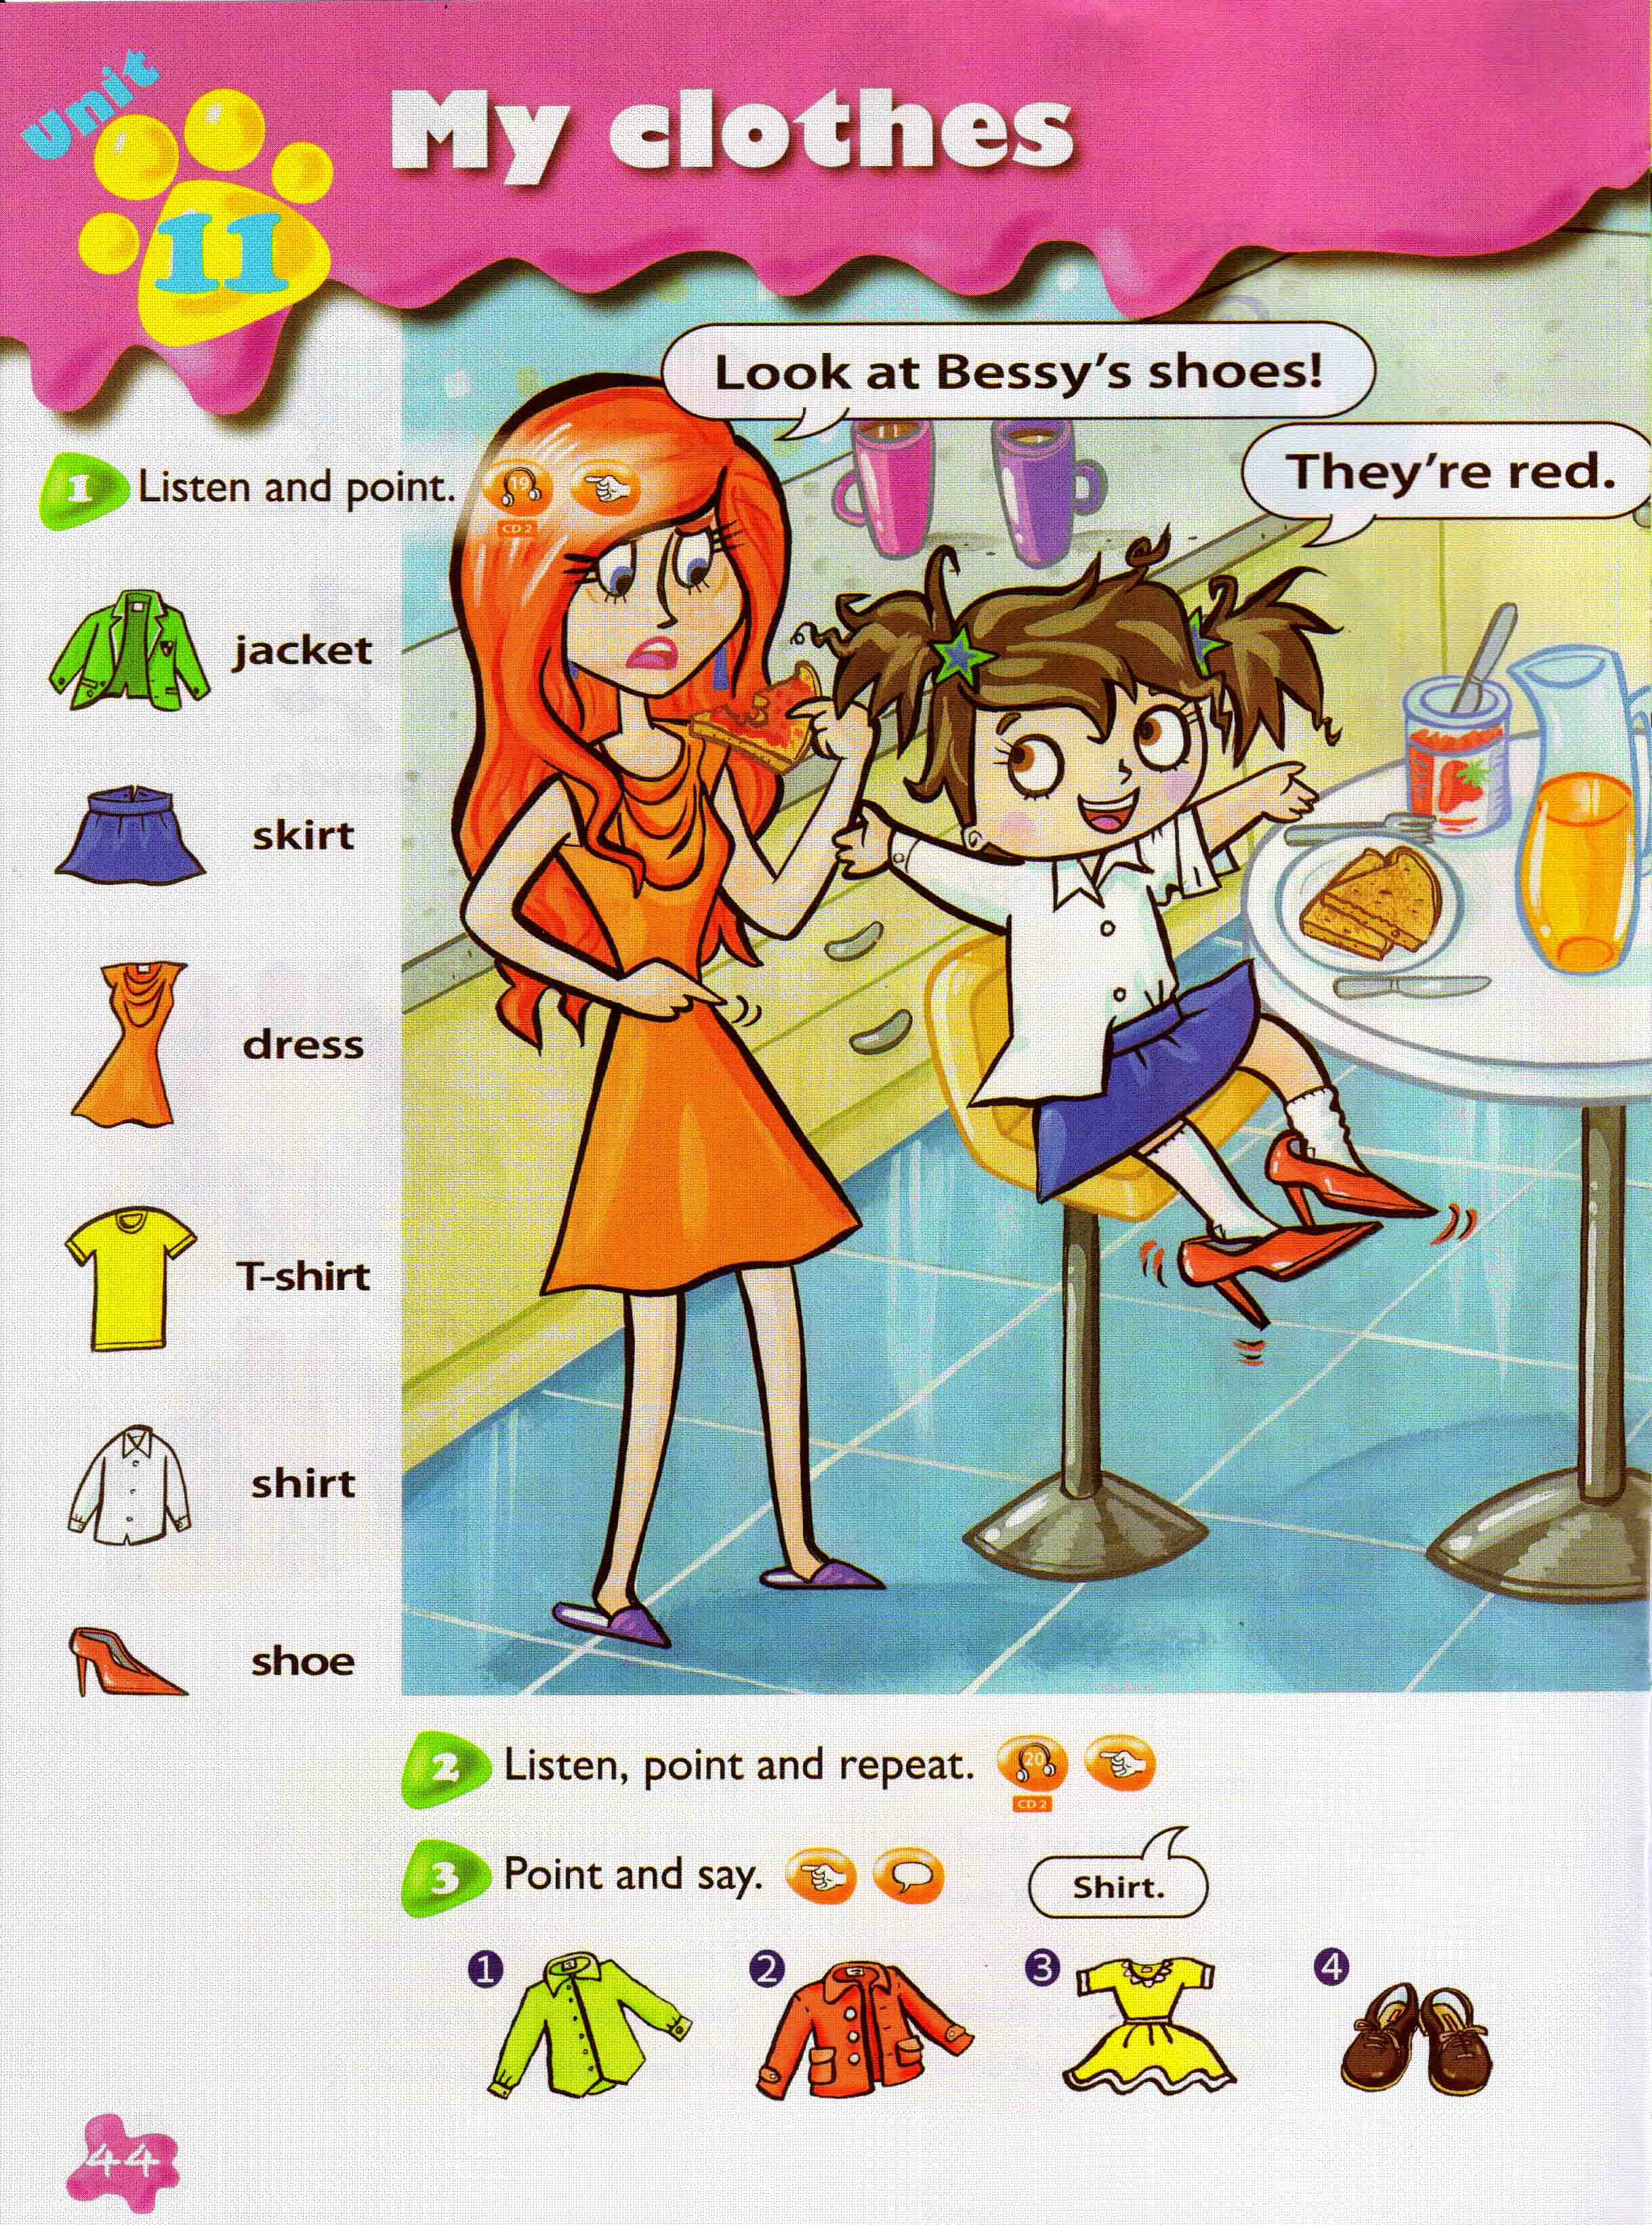 Unit
11
My clothes
Look at Bessy's shoes!
They're red.
1 Listen and point.
19
CD 2
jacket
skirt
dress
T-shirt
shirt
shoe
2 Listen, point and repeat.
20
CD 2
3 Point and say.
Shirt.
1
2
3
4
44